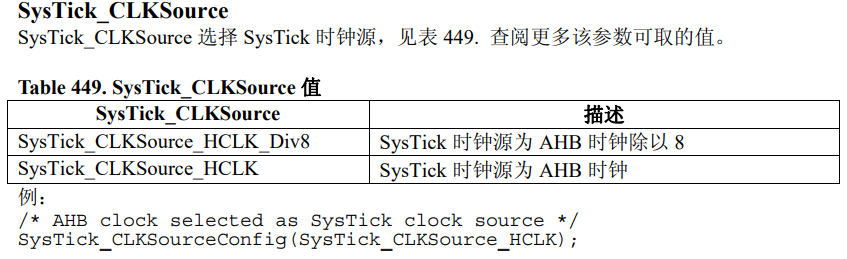 SysTick_CLKSource
SysTick_CLKSource 选择 SysTick 时钟源，见表 449. 查阅更多该参数可取的值。
Table 449. SysTick_CLKSource 值
SysTick_CLKSource 描述
SysTick_CLKSource_HCLK_Div8 SysTick 时钟源为 AHB 时钟除以 8
SysTick_CLKSource_HCLK SysTick 时钟源为 AHB 时钟
例：
/* AHB clock selected as SysTick clock source */
SysTick_CLKSourceConfig(SysTick_CLKSource_HCLK);